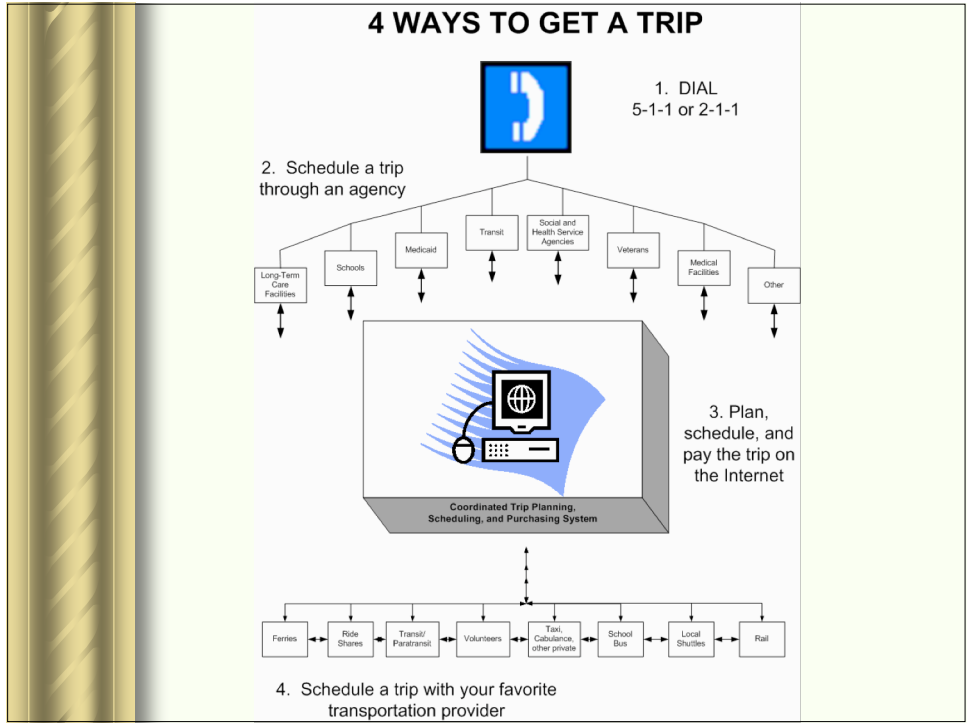 4 WAYS TO GET A TRIP
1. DIAL
5-1-1 or 2-1-1
2. Schedule a trip
through an agency
Long-Term
Care
Facilities
Schools
Medicaid
Transit
Social and
Health Service
Agencies
Veterans
Medical
Facilities
Other
3. Plan,
schedule, and
pay the trip on
the Internet
Coordinated Trip Planning,
Scheduling, and Purchasing System
Ferries
Ride
Shares
Transit/
Paratransit
Volunteers
Taxi,
Cabulance,
other private
School
Bus
Local
Shuttles
Rail
4. Schedule a trip with your favorite
transportation provider